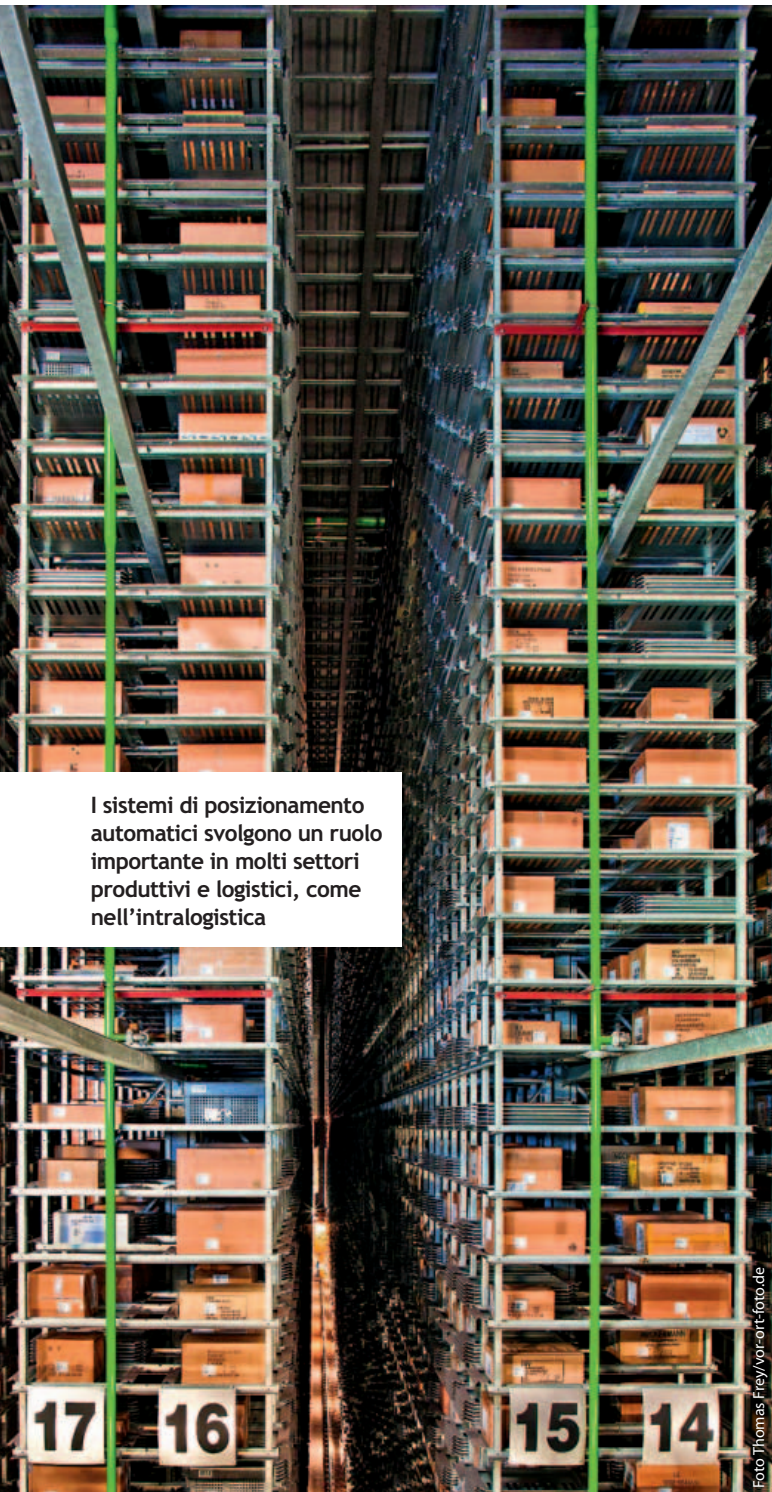 I sistemi di posizionamento
automatici svolgono un ruolo
importante in molti settori
produttivi e logistici, come
nell’intralogistica
17 16 15 14
Foto Thomas Frey/vor-ort-foto.de